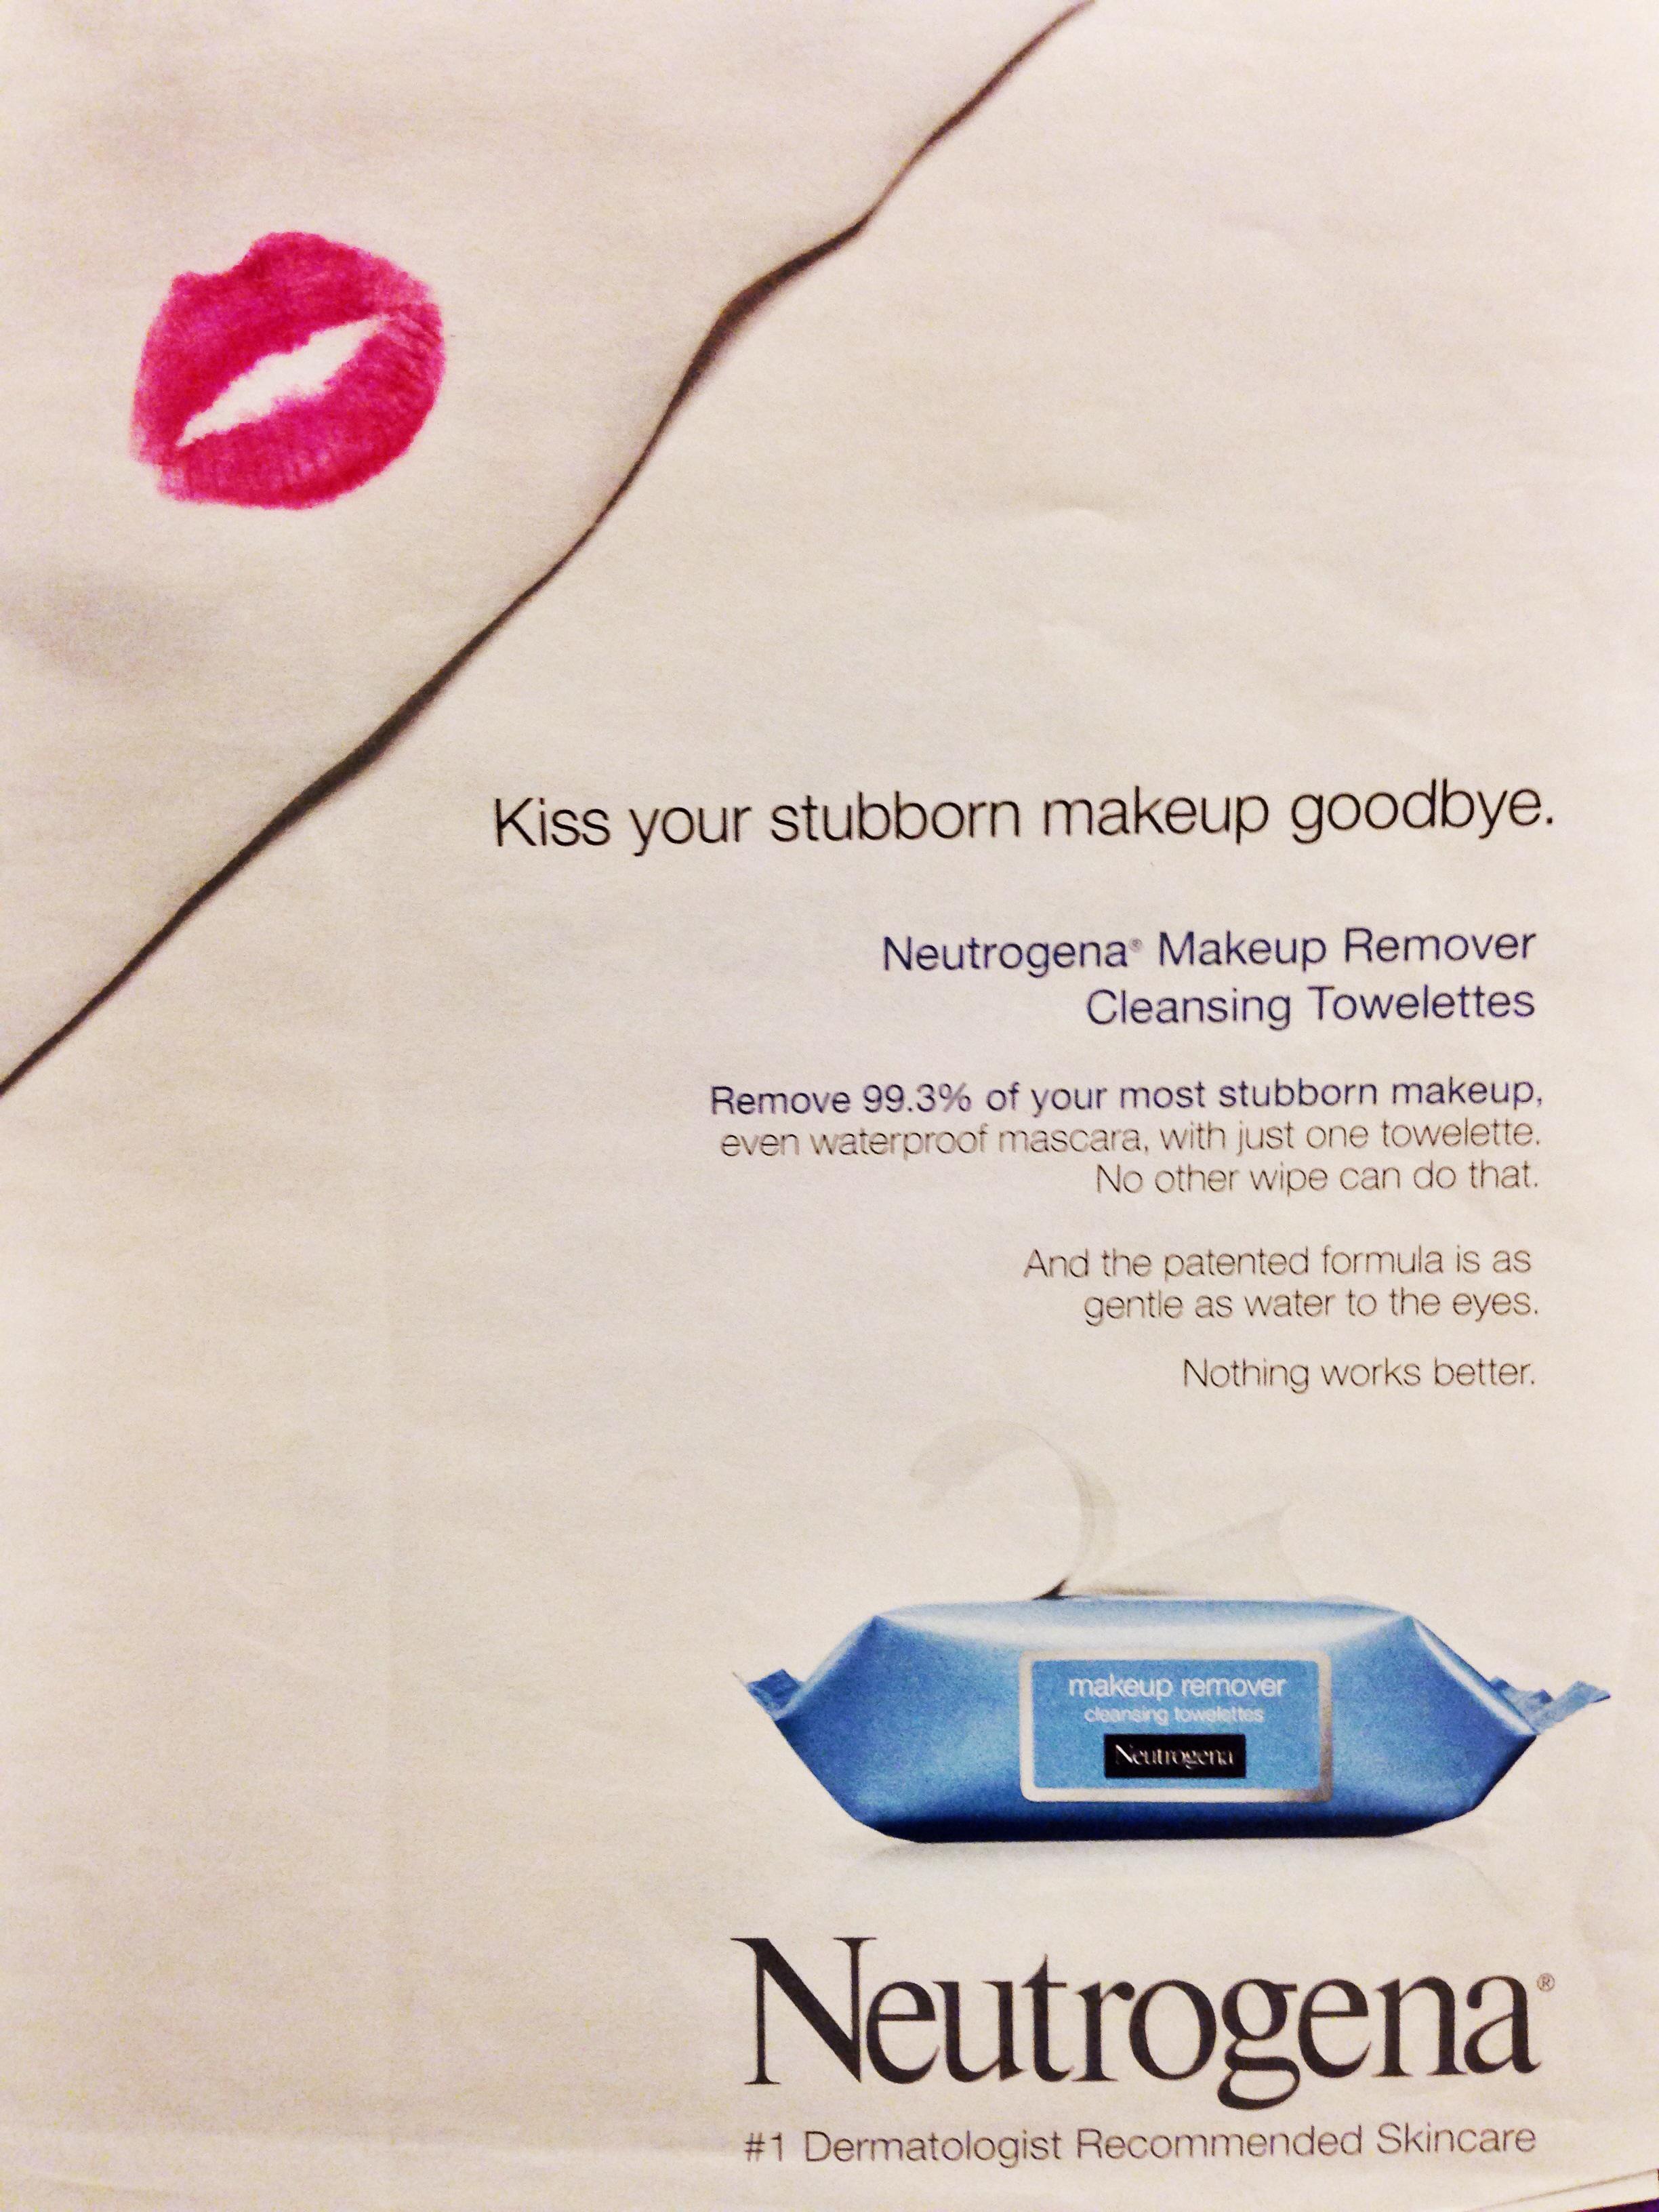 Kiss your stubborn makeup goodbye.
Neutrogena® Makeup Remover
Cleansing Towelettes
Remove 99.3% of your most stubborn makeup,
even waterproof mascara, with just one towelette.
No other wipe can do that.
And the patented formula is as
gentle as water to the eyes.
Nothing works better.
makeup remover
cleansing towelettes
Neutrogena
Neutrogena®
#1 Dermatologist Recommended Skincare